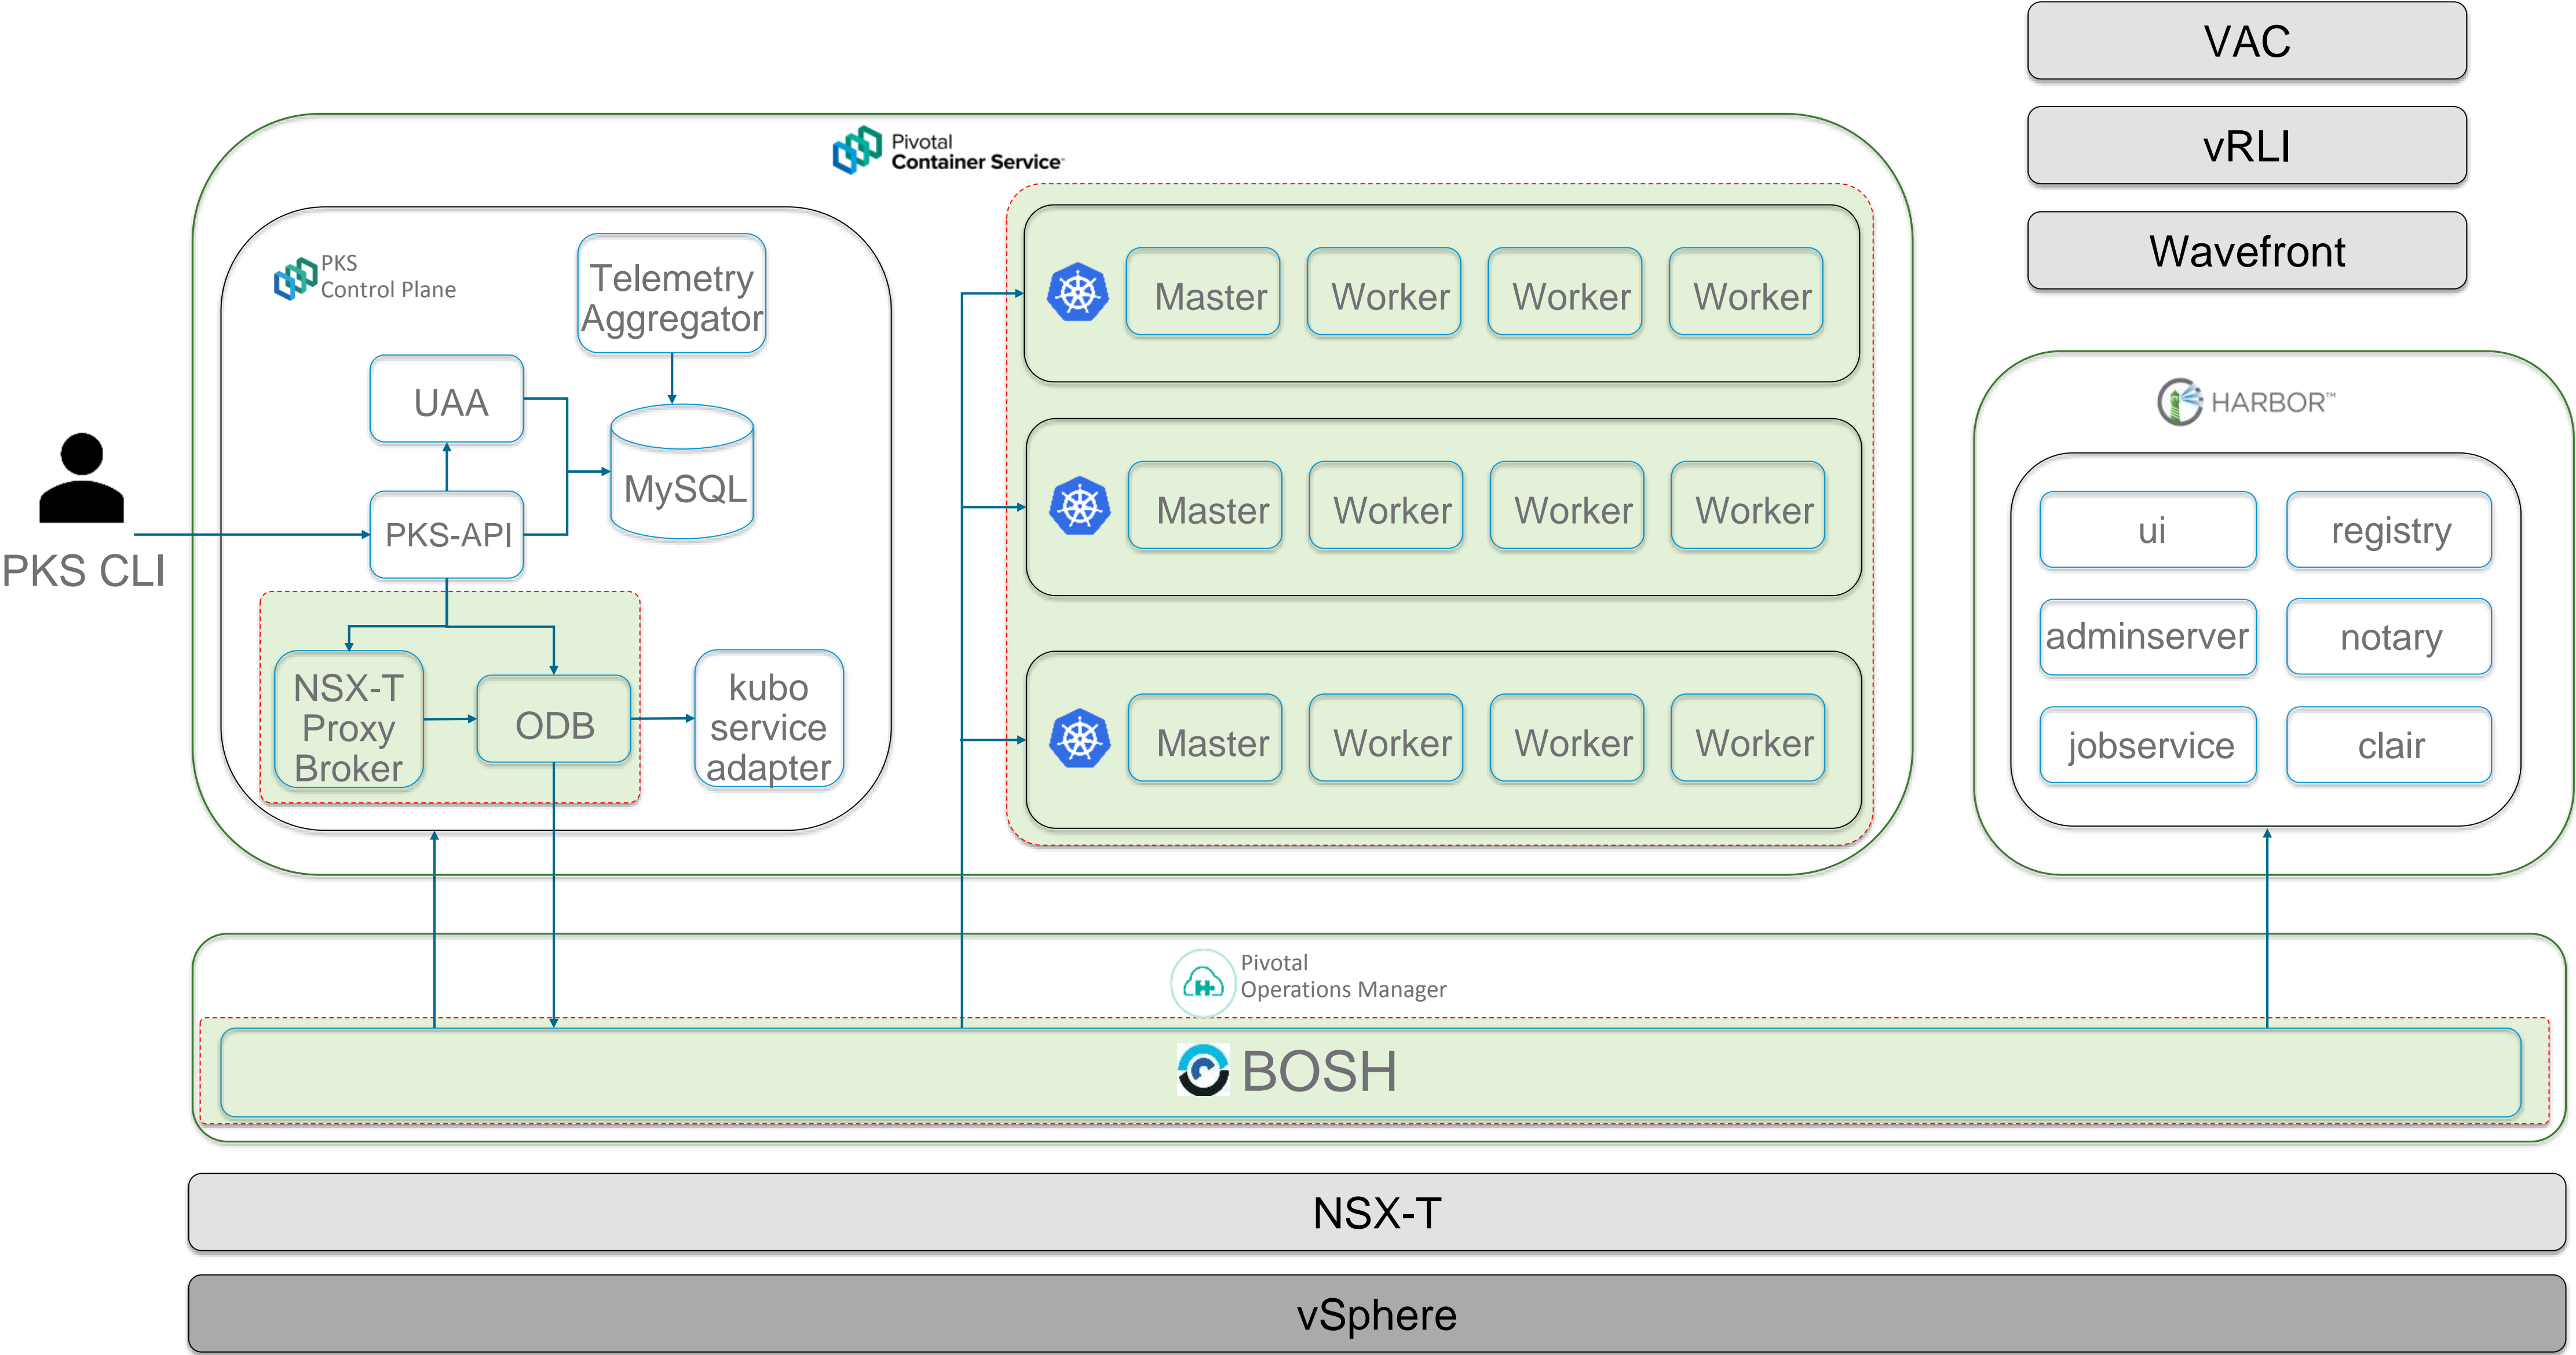 VAC
vRLI
Wavefront
Pivotal
Container Service™
PKS
Control Plane
Telemetry
Aggregator
UAA
MySQL
PKS-API
PKS CLI
NSX-T
Proxy
Broker
ODB
kubo
service
adapter
Master
Worker
Worker
Worker
Master
Worker
Worker
Worker
Master
Worker
Worker
Worker
HARBOR™
ui
registry
adminserver
notary
jobservice
clair
Pivotal
Operations Manager
BOSH
NSX-T
vSphere